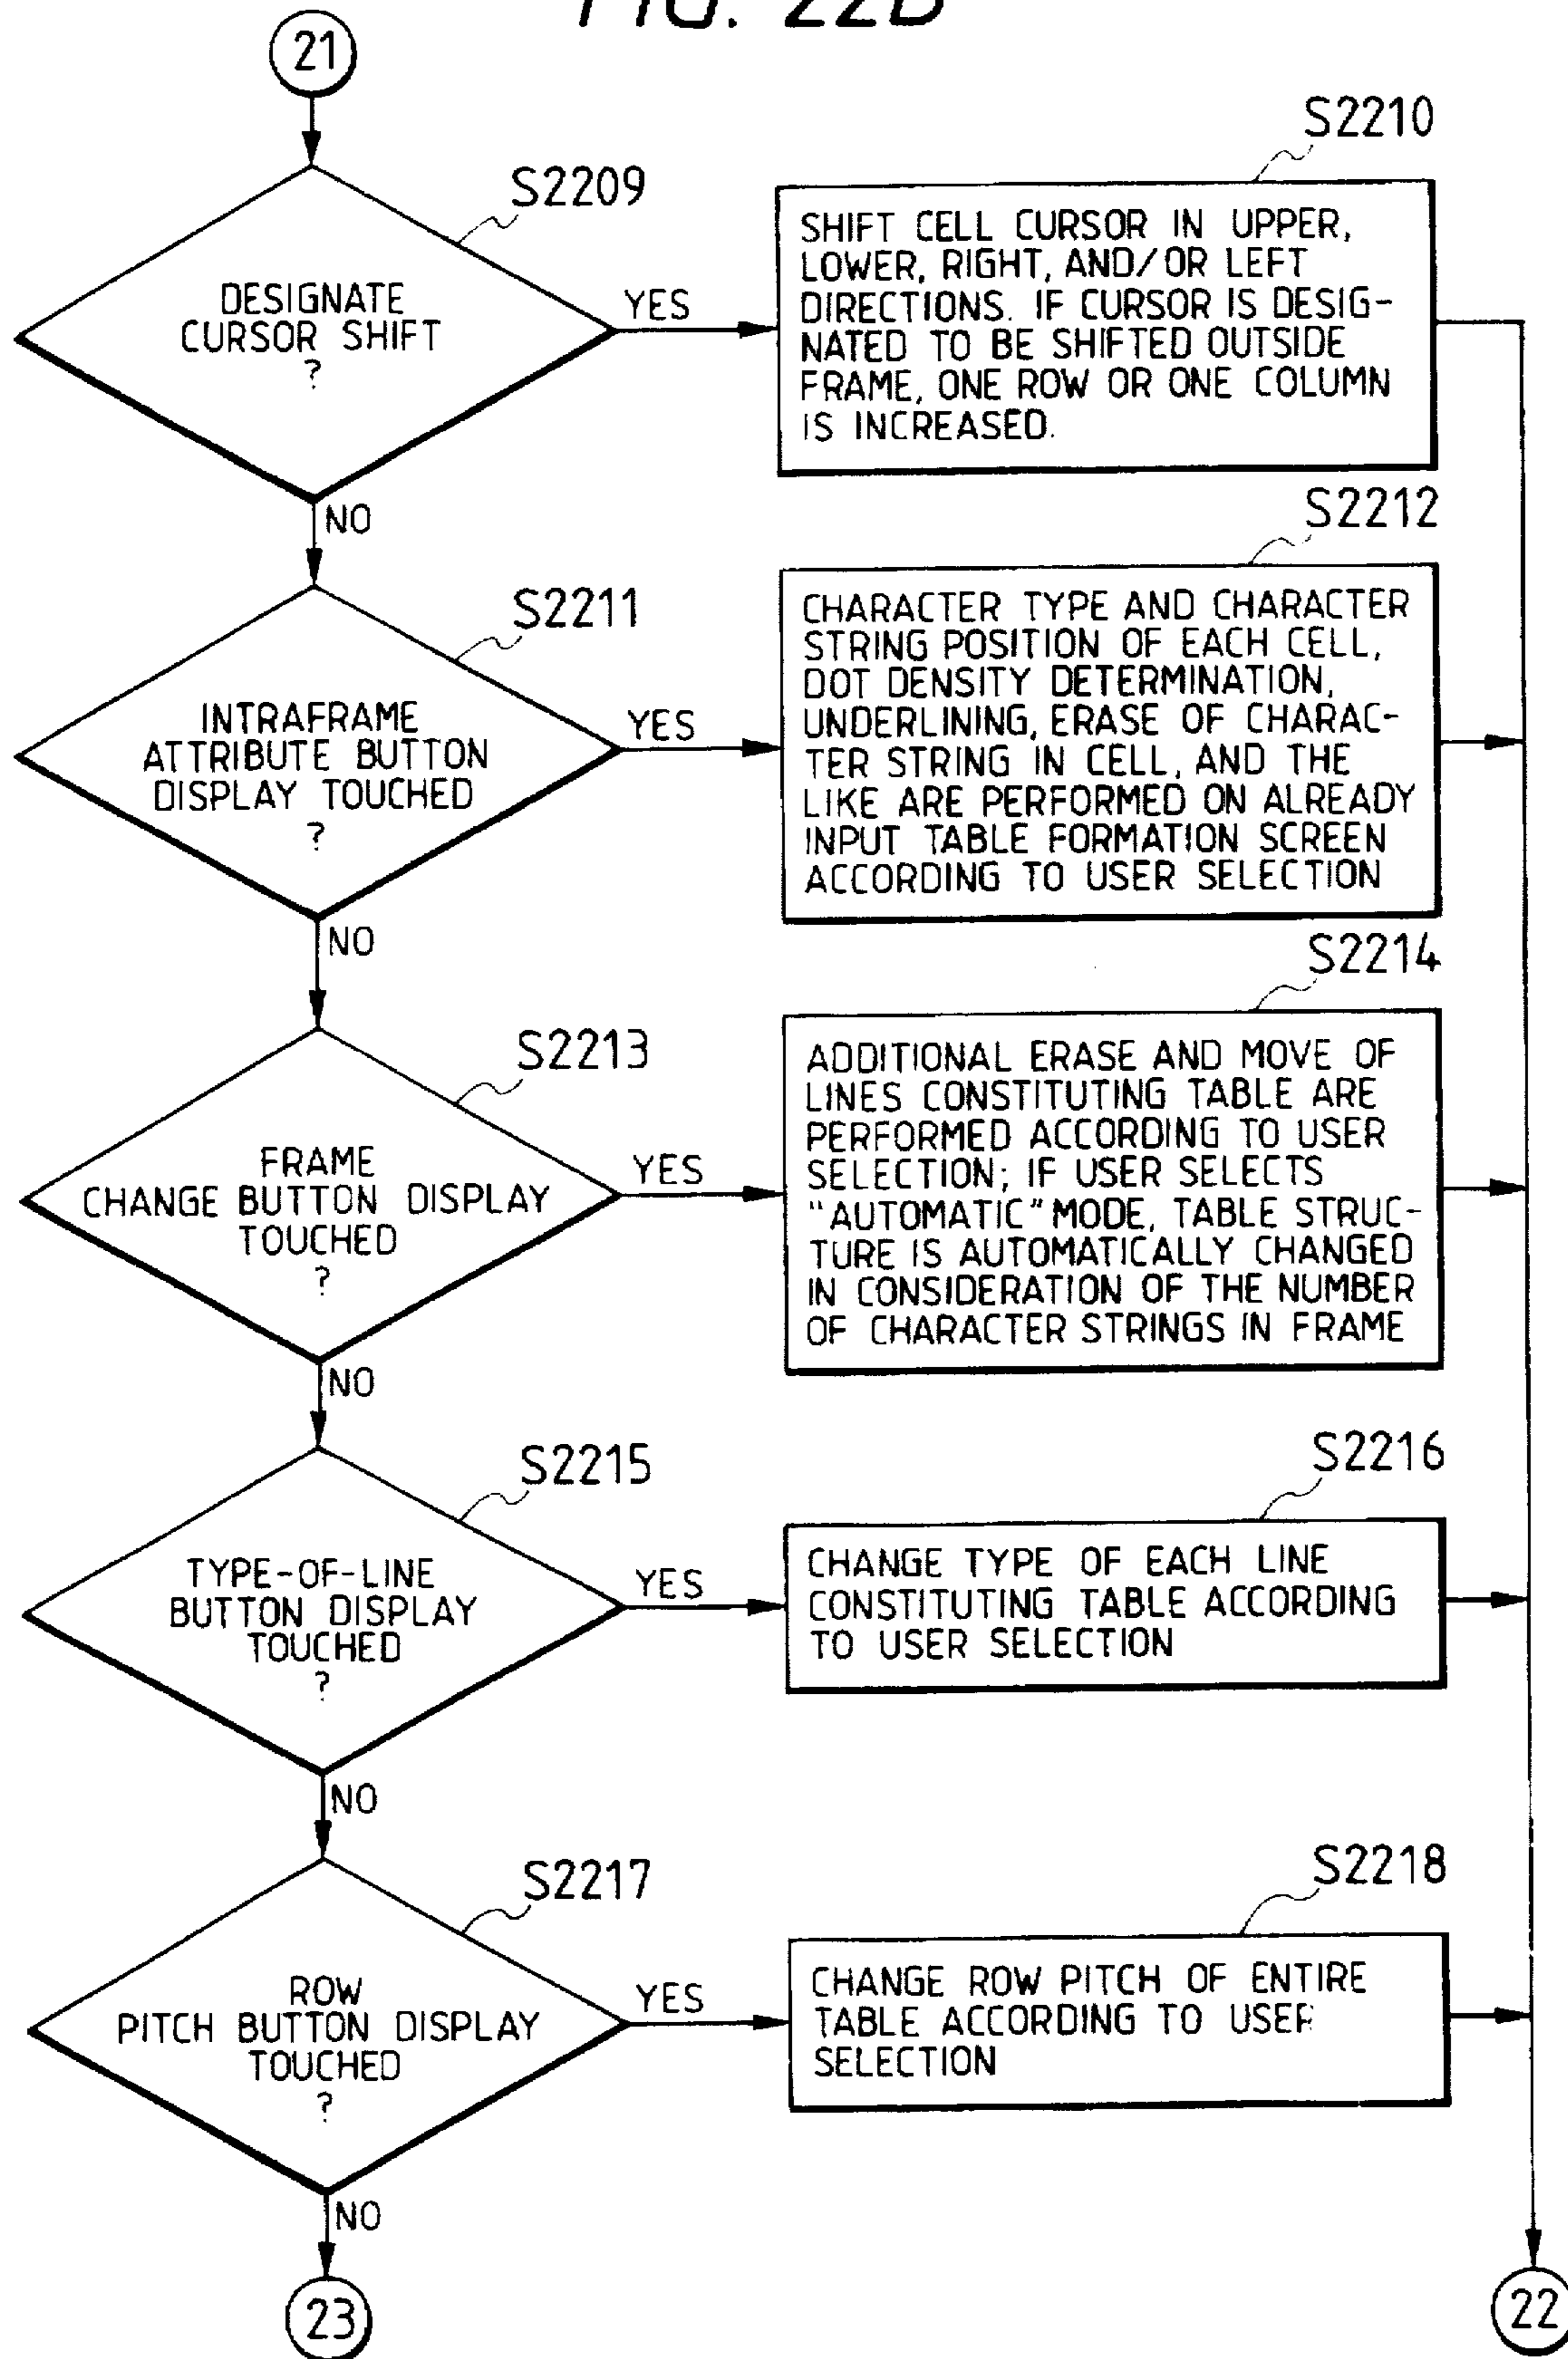 FIG. 22B
21
S2209
DESIGNATE
CURSOR SHIFT
?
YES
NO
S2210
SHIFT CELL CURSOR IN UPPER,
LOWER, RIGHT, AND/OR LEFT
DIRECTIONS. IF CURSOR IS DESIG-
NATED TO BE SHIFTED OUTSIDE
FRAME, ONE ROW OR ONE COLUMN
IS INCREASED.
S2211
INTRAFRAME
ATTRIBUTE BUTTON
DISPLAY TOUCHED
?
YES
NO
S2212
CHARACTER TYPE AND CHARACTER
STRING POSITION OF EACH CELL,
DOT DENSITY DETERMINATION,
UNDERLINING, ERASE OF CHARAC-
TER STRING IN CELL, AND THE
LIKE ARE PERFORMED ON ALREADY
INPUT TABLE FORMATION SCREEN
ACCORDING TO USER SELECTION
S2213
FRAME
CHANGE BUTTON DISPLAY
TOUCHED
?
YES
NO
S2214
ADDITIONAL ERASE AND MOVE OF
LINES CONSTITUTING TABLE ARE
PERFORMED ACCORDING TO USER
SELECTION; IF USER SELECTS
"AUTOMATIC" MODE, TABLE STRUC-
TURE IS AUTOMATICALLY CHANGED
IN CONSIDERATION OF THE NUMBER
OF CHARACTER STRINGS IN FRAME
S2215
TYPE-OF-LINE
BUTTON DISPLAY
TOUCHED
?
YES
NO
S2216
CHANGE TYPE OF EACH LINE
CONSTITUTING TABLE ACCORDING
TO USER SELECTION
S2217
ROW
PITCH BUTTON DISPLAY
TOUCHED
?
YES
NO
S2218
CHANGE ROW PITCH OF ENTIRE
TABLE ACCORDING TO USER
SELECTION
23
22